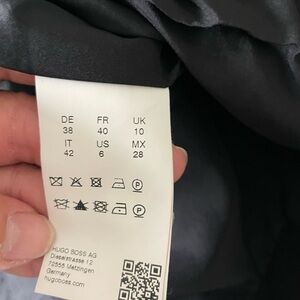 DE FR UK
38 40 10
IT US MX
42 6 28
HUGO BOSS AG
Dieselstrasse 12
72555 Metzingen
Germany
hugoboss.com